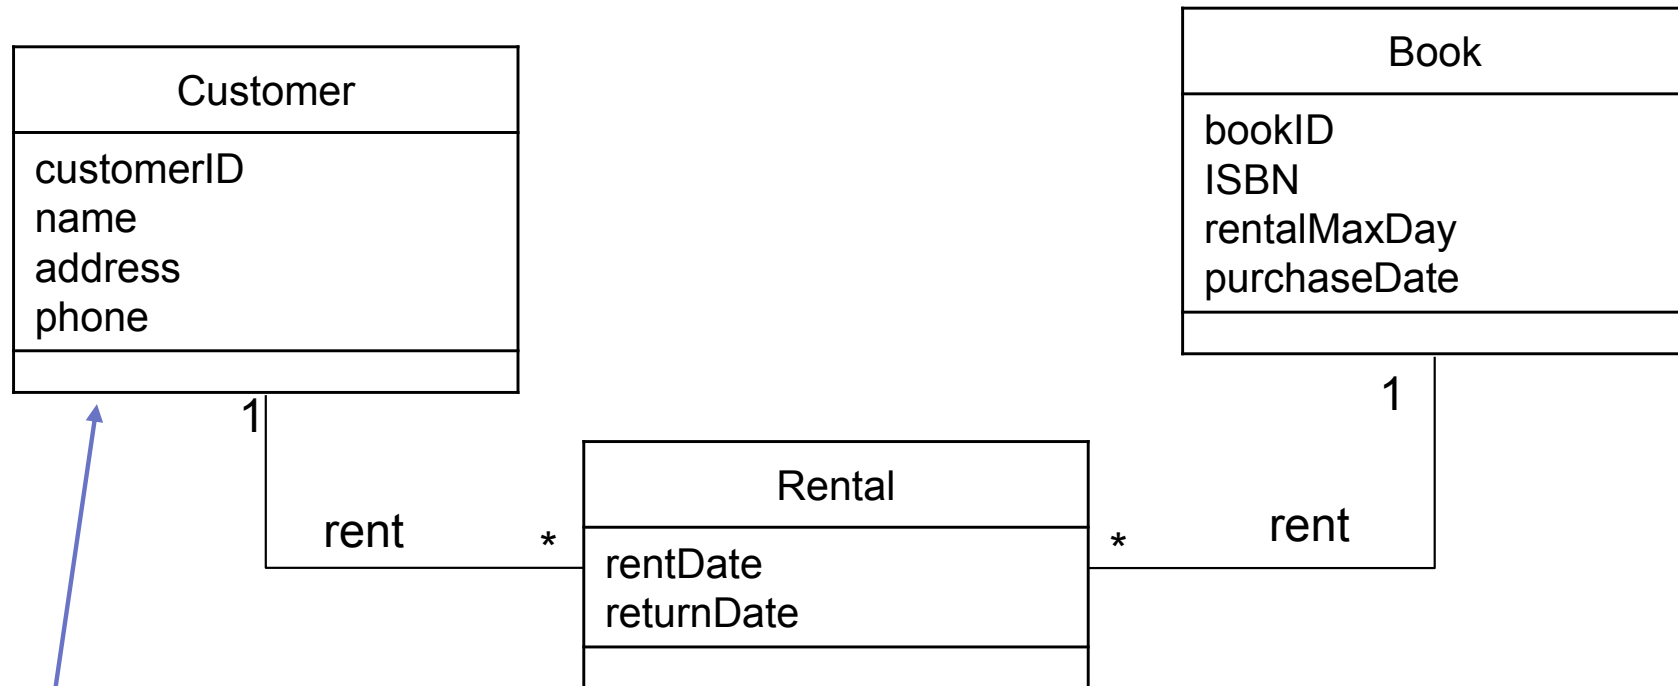 Customer
customerID
name
address
phone
1
rent
*
Rental
rentDate
returnDate
Book
bookID
ISBN
rentalMaxDay
purchaseDate
1
*
rent